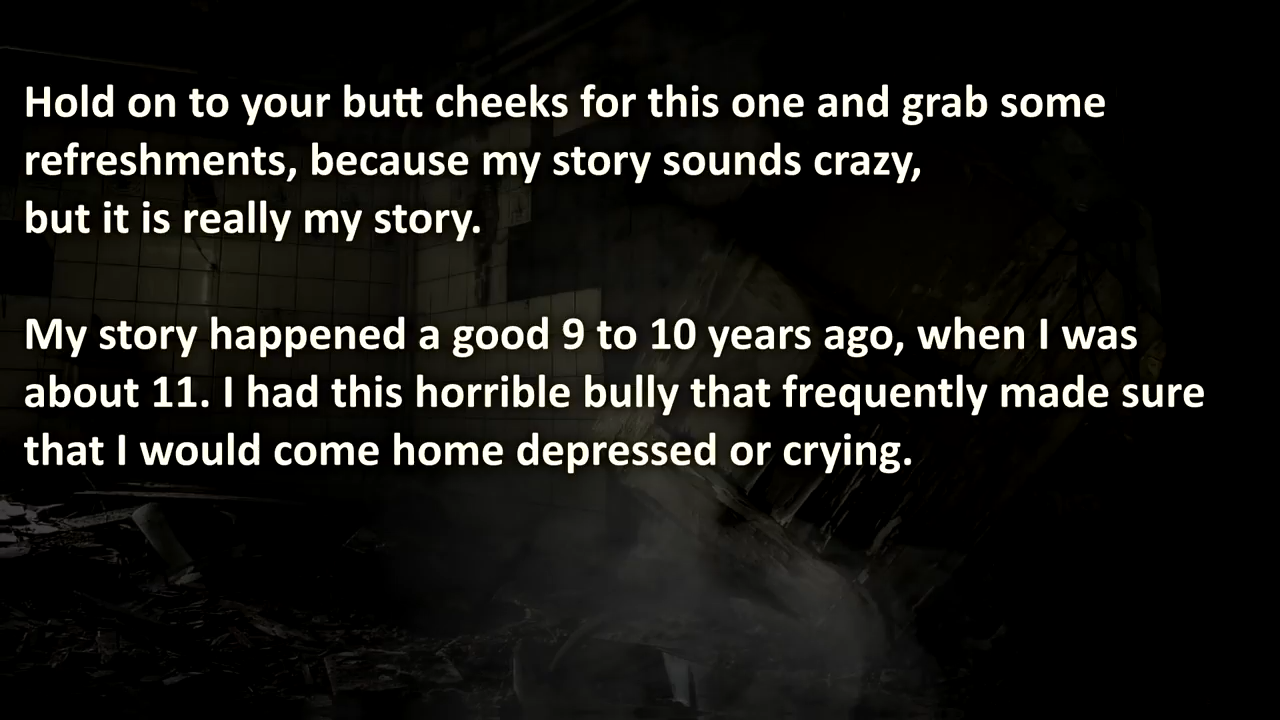 Hold on to your butt cheeks for this one and grab some
refreshments, because my story sounds crazy,
but it is really my story.
My story happened a good 9 to 10 years ago, when I was
about 11. I had this horrible bully that frequently made sure
that I would come home depressed or crying.